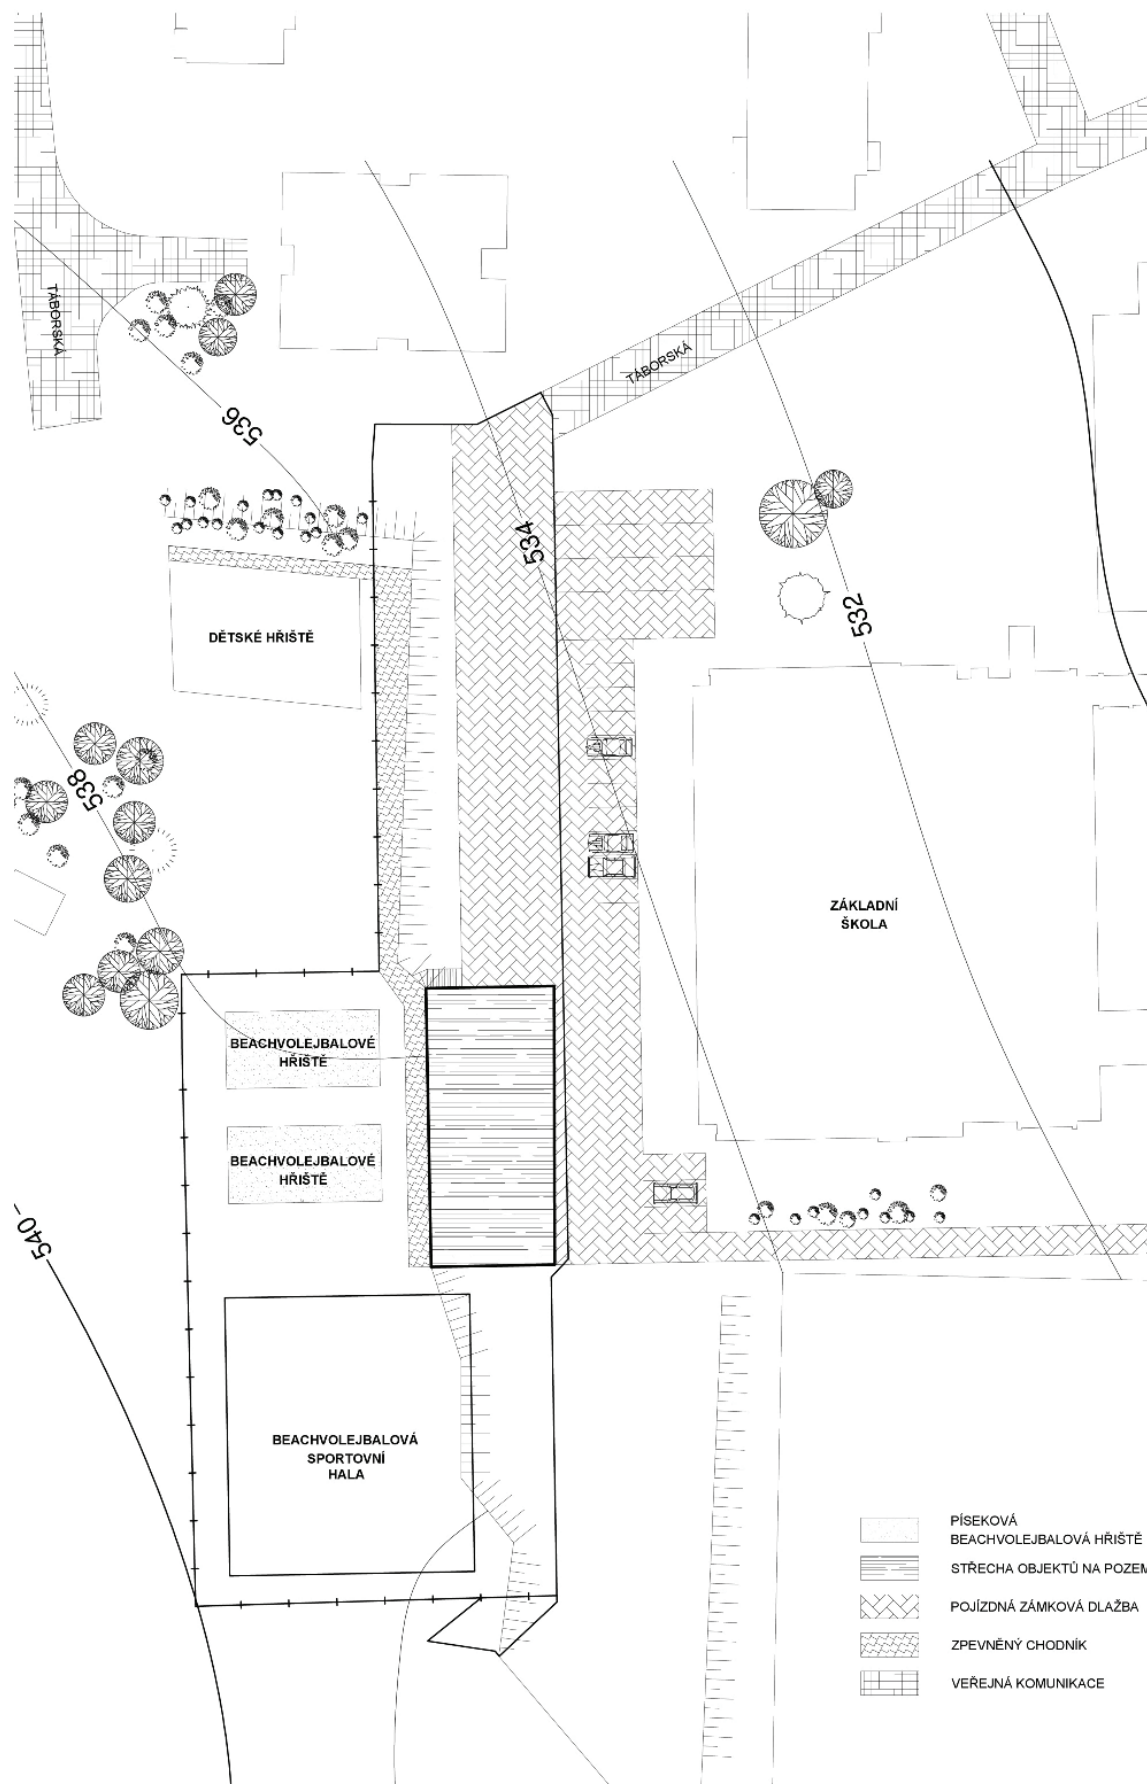 TÁBORSKÁ
TÁBORSKÁ
536
534
532
DĚTSKÉ HŘIŠTĚ
538
ZÁKLADNÍ
ŠKOLA
BEACHVOLEJBALOVÉ
HŘIŠTĚ
BEACHVOLEJBALOVÉ
HŘIŠTĚ
540
BEACHVOLEJBALOVÁ
SPORTOVNÍ
HALA
PÍSEKOVÁ
BEACHVOLEJBALOVÁ HŘIŠTĚ
STŘECHA OBJEKTŮ NA POZEM
POJÍZDNÁ ZÁMKOVÁ DLAŽBA
ZPEVNĚNÝ CHODNÍK
VEŘEJNÁ KOMUNIKACE